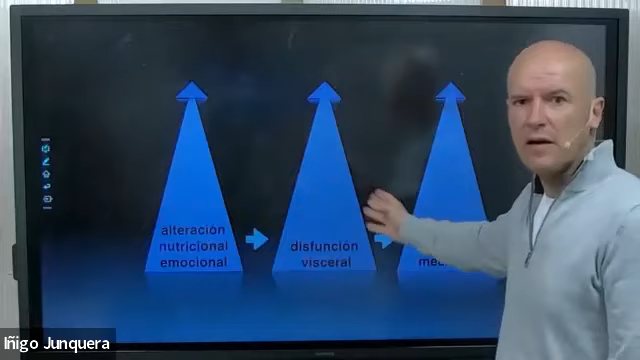 alteración
nutricional
emocional
disfunción
visceral
Iñigo Junquera